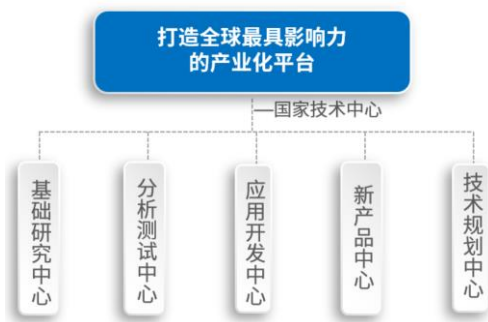 打造全球最具影响力
的产业化平台
—国家技术中心
基础研究中心
分析测试中心
应用开发中心
新产品中心
技术规划中心